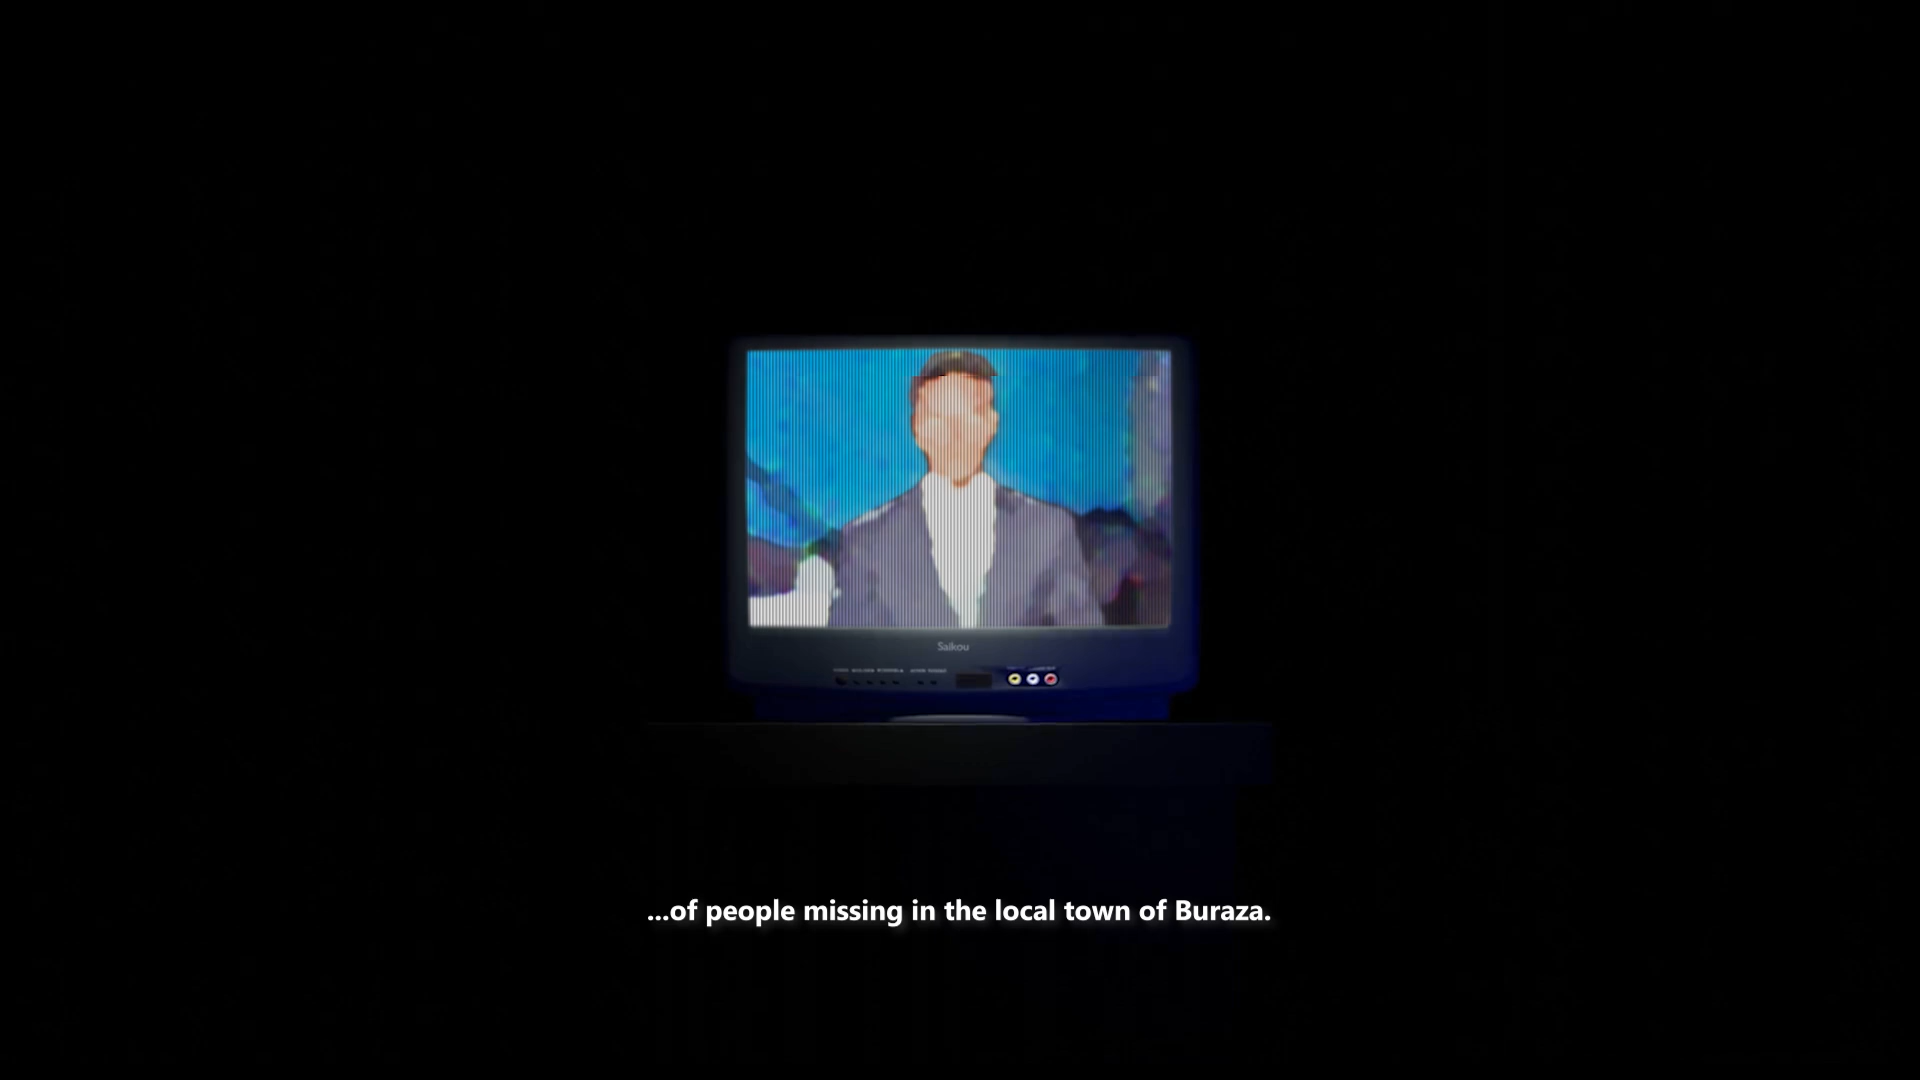 Saikou
...of people missing in the local town of Buraza.